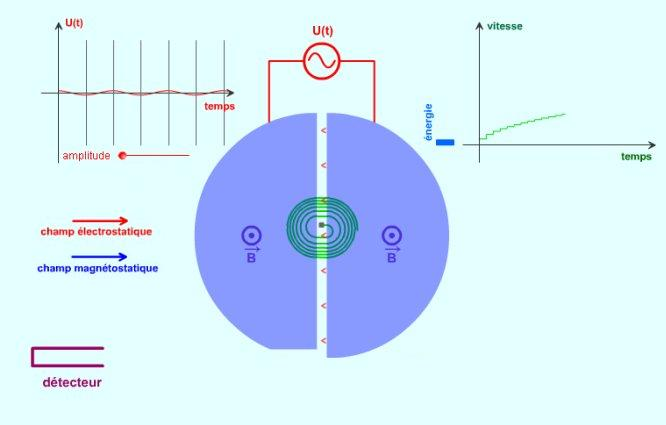 U(t)
temps
amplitude
U(t)
vitesse
énergie
temps
champ électrostatique
champ magnétostatique
B
B
détecteur